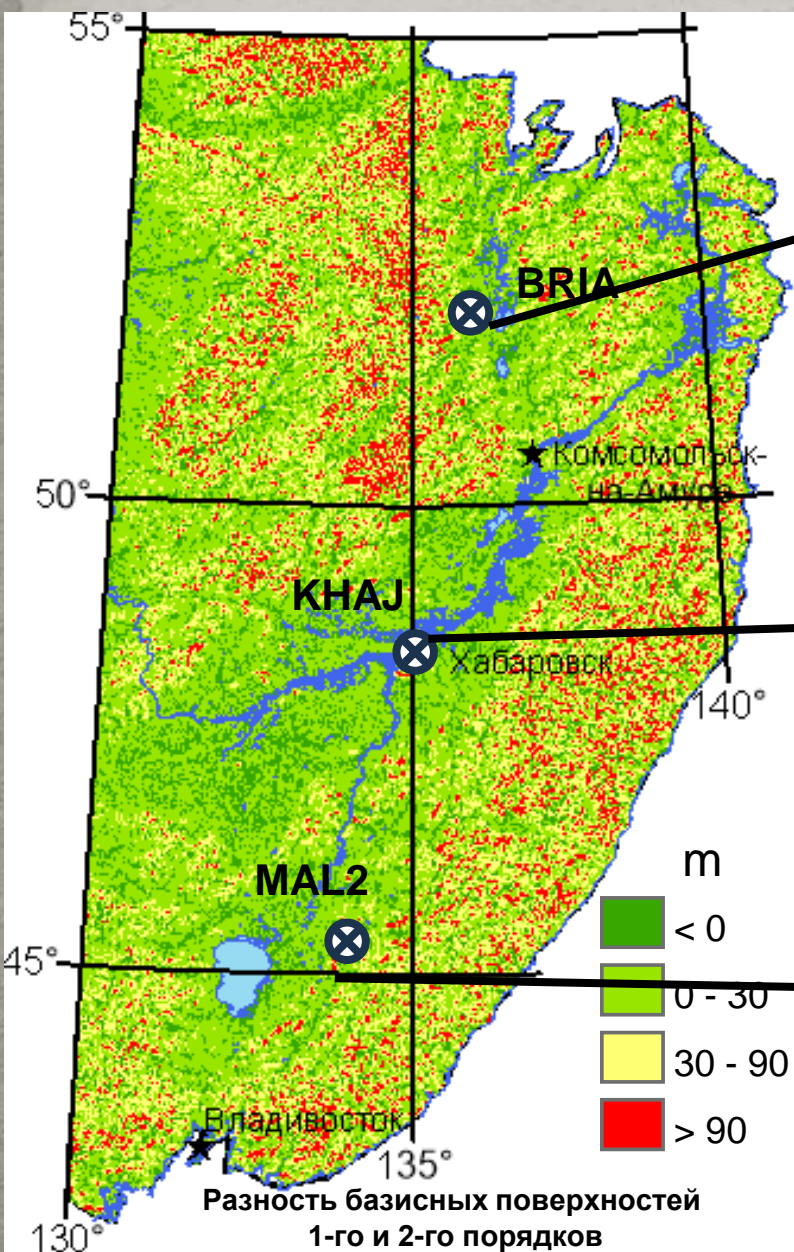 55°
BRIA
Комсомольск-
на-Амуре
50°
KHAJ
Хабаровск
140°
MAL2
m
< 0
45°
0 - 30
30 - 90
Владивосток
> 90
135°
Разность базисных поверхностей
130°
1-го и 2-го порядков